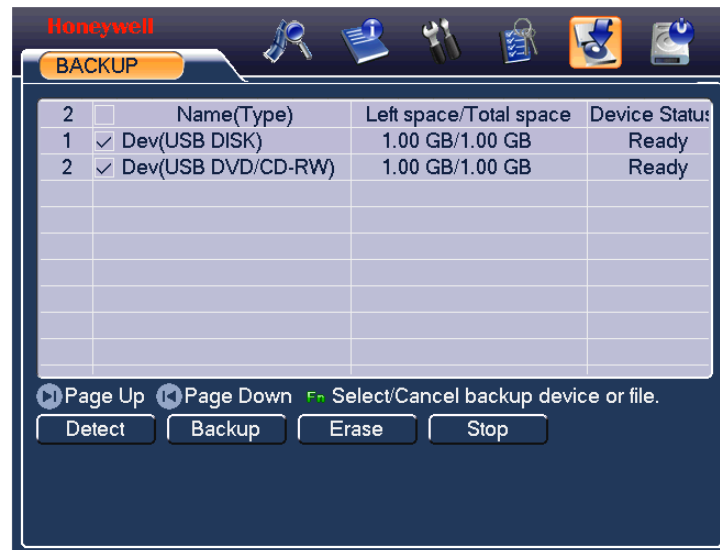 Honeywell
BACKUP
2 Name(Type) Left space/Total space Device Status
1 Dev(USB DISK) 1.00 GB/1.00 GB Ready
2 Dev(USB DVD/CD-RW) 1.00 GB/1.00 GB Ready
Page Up Page Down Fn Select/Cancel backup device or file.
Detect Backup Erase Stop